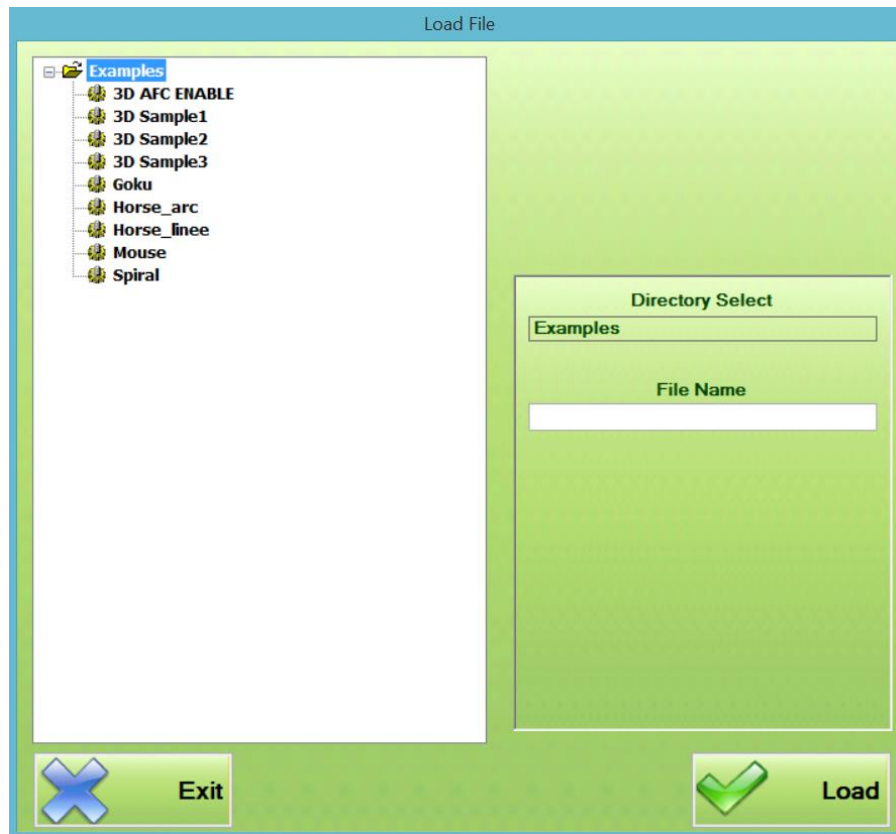 Load File
Examples
3D AFC ENABLE
3D Sample1
3D Sample2
3D Sample3
Goku
Horse_arc
Horse_linee
Mouse
Spiral
Directory Select
Examples
File Name
Exit
Load